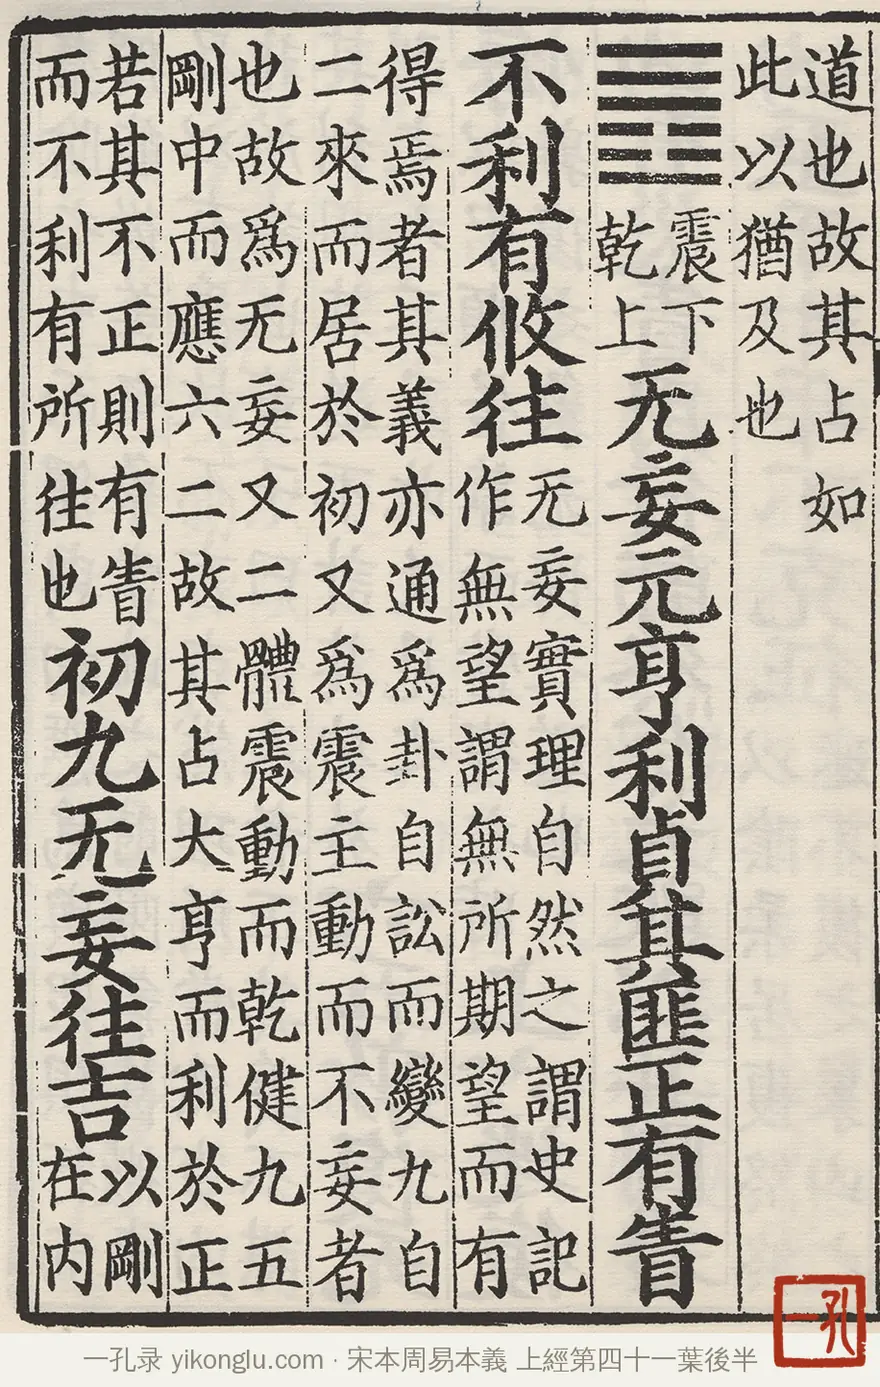 道也故其占如
此以猶及也
震下
乾上
无妄元亨利貞其匪正有眚
不利有攸往
无妄實理自然之謂史記
作無望謂無所期望而有
得焉者其義亦通爲卦自訟而變九自
二來而居於初又爲震主動而不妄者
也故爲无妄又二體震動而乾健九五
剛中而應六二故其占大亨而利於正
若其不正則有眚
而不利有所往也
初九无妄往吉
以剛
在内
一孔
一孔录 yikonglu.com · 宋本周易本義 上經第四十一葉後半